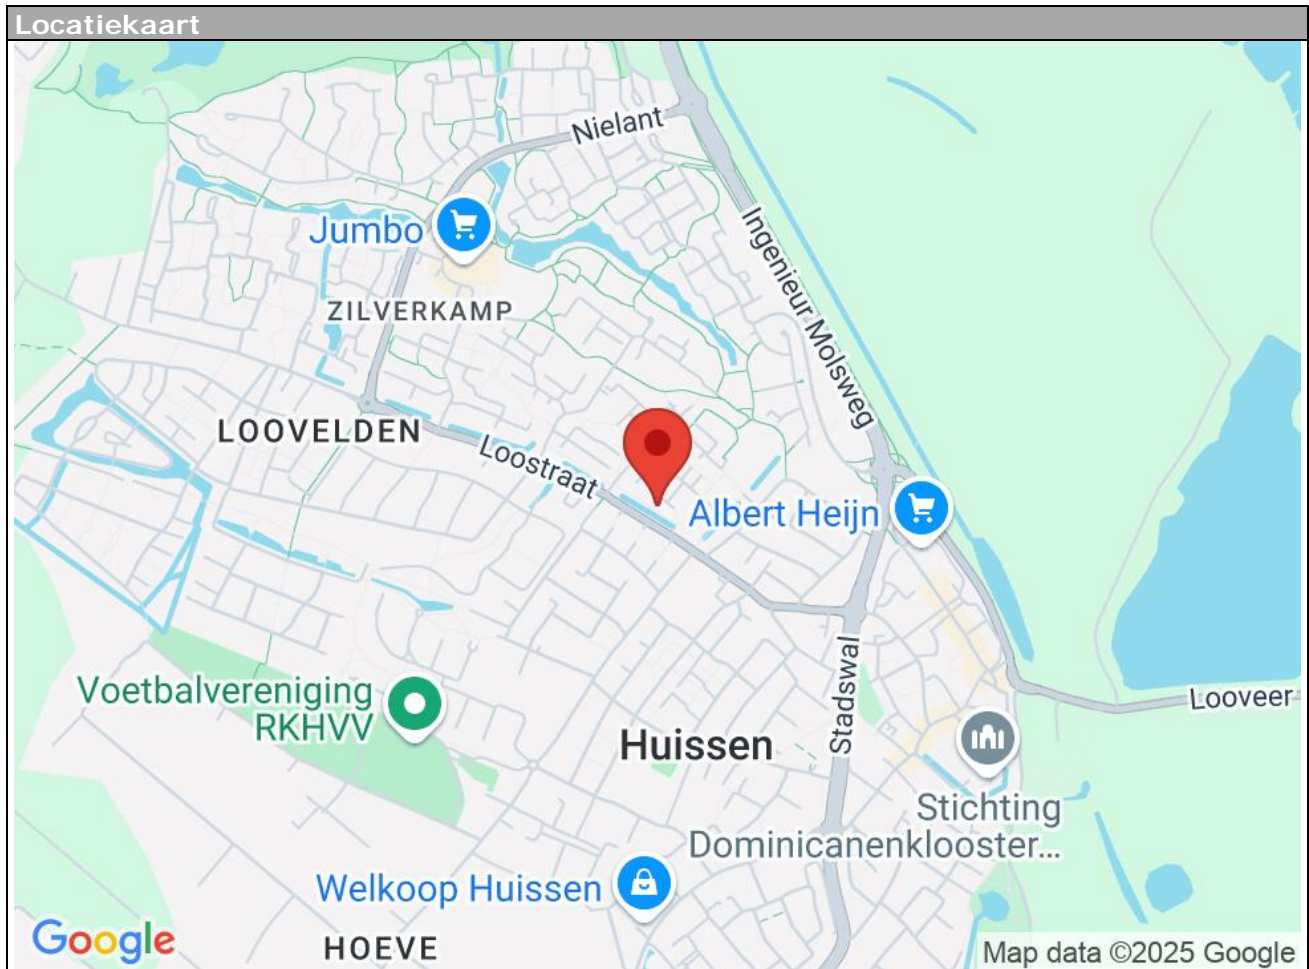 Locatiekaart
Nielant
Jumbo
Ingenieur Molsweg
ZILVERKAMP
LOOVELDEN
Loostraat
Albert Heijn
Stadswal
Looveer
Voetbalvereniging
RKHVV
Huissen
Stichting
Dominicanenklooster...
Welkoop Huissen
Google
HOEVE
Map data ©2025 Google